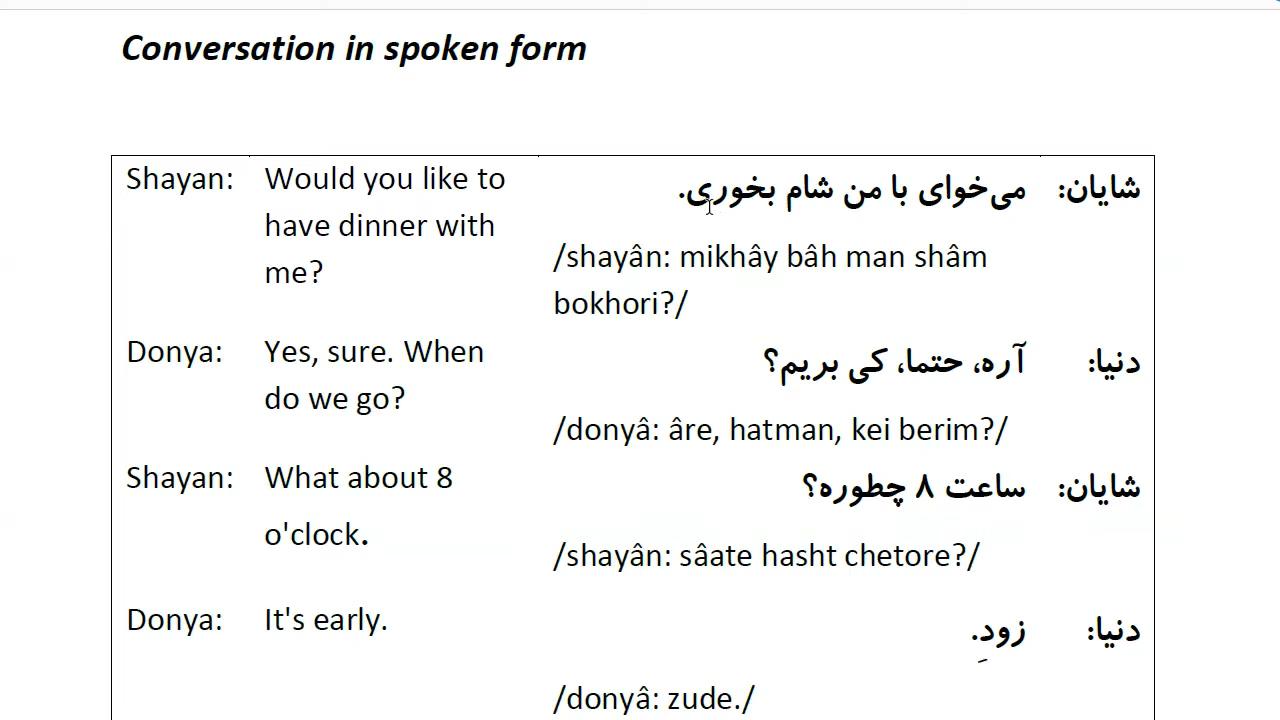 Conversation in spoken form
Shayan: Would you like to have dinner with me?
شایان: می‌خوای با من شام بخوری.
/shayân: mikhây bâh man shâm
bokhori?/
Donya: Yes, sure. When do we go?
دنیا: آره، حتما، کی بریم؟
/donyâ: âre, hatman, kei berim?/
Shayan: What about 8 o'clock.
شایان: ساعت ۸ چطوره؟
/shayân: sâate hasht chetore?/
Donya: It's early.
دنیا: زودِ.
/donyâ: zude./